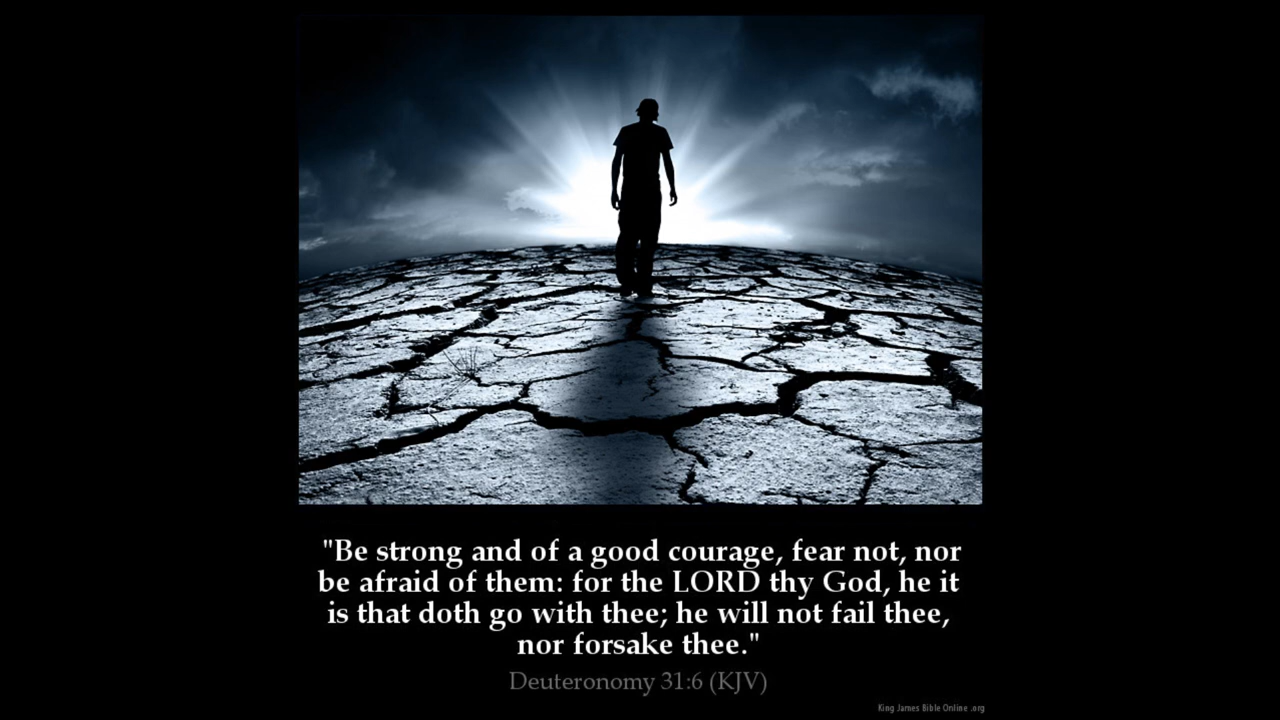 "Be strong and of a good courage, fear not, nor
be afraid of them: for the LORD thy God, he it
is that doth go with thee; he will not fail thee,
nor forsake thee."
Deuteronomy 31:6 (KJV)
King James Bible Online .org